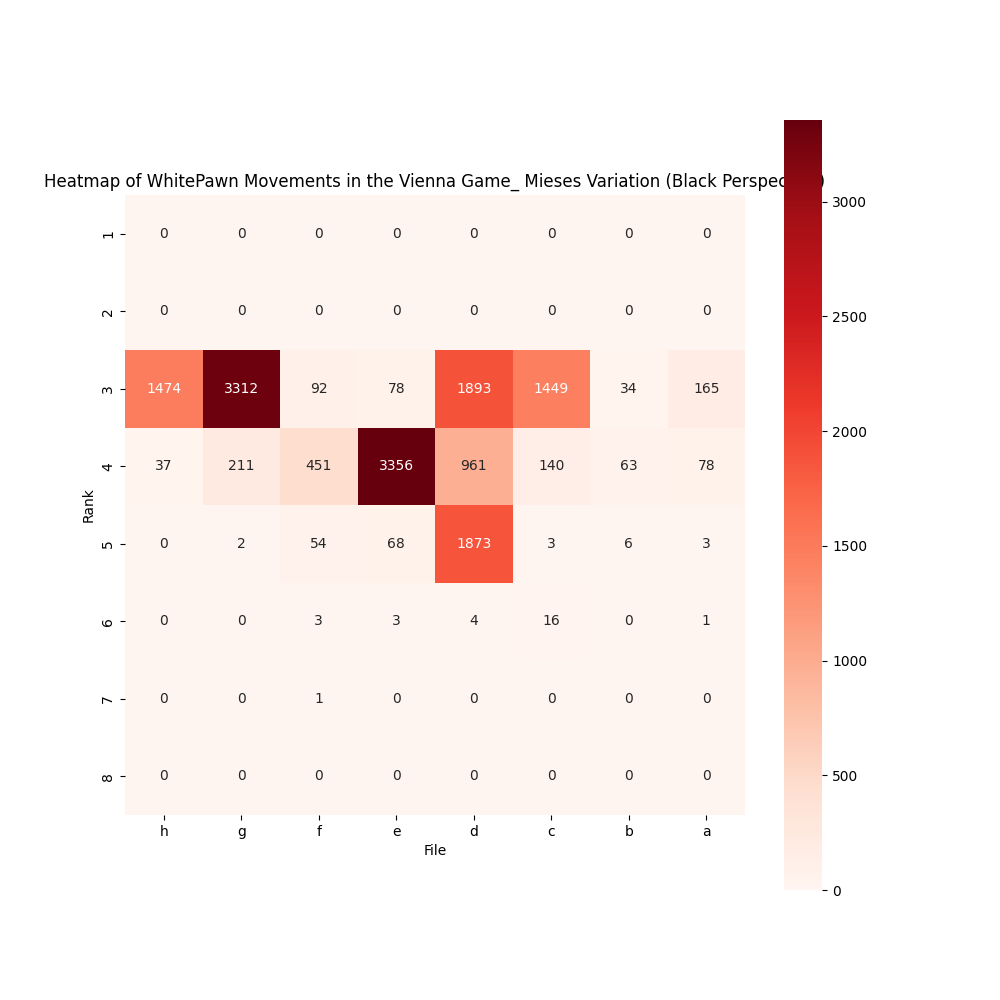 Heatmap of WhitePawn Movements in the Vienna Game_ Mieses Variation (Black Perspec )
3000
2500
2000
1500
1000
500
0
Rank
1 0 0 0 0 0 0 0 0
2 0 0 0 0 0 0 0 0
3 1474 3312 92 78 1893 1449 34 165
4 37 211 451 3356 961 140 63 78
5 0 2 54 68 1873 3 6 3
6 0 0 3 3 4 16 0 1
7 0 0 1 0 0 0 0 0
8 0 0 0 0 0 0 0 0
h g f e d c b a
File